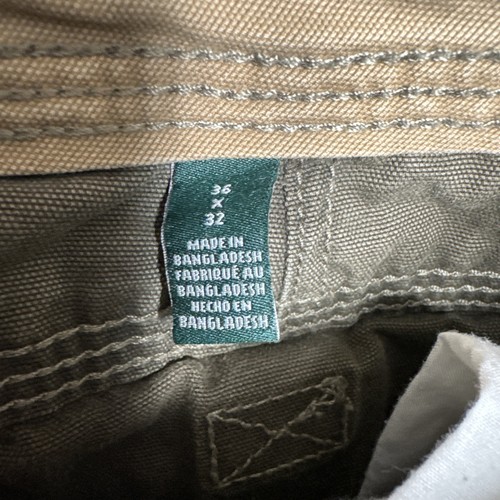 36
X
32
MADE IN
BANGLADESH
FABRIQUÉ AU
BANGLADESH
HECHO EN
BANGLADESH